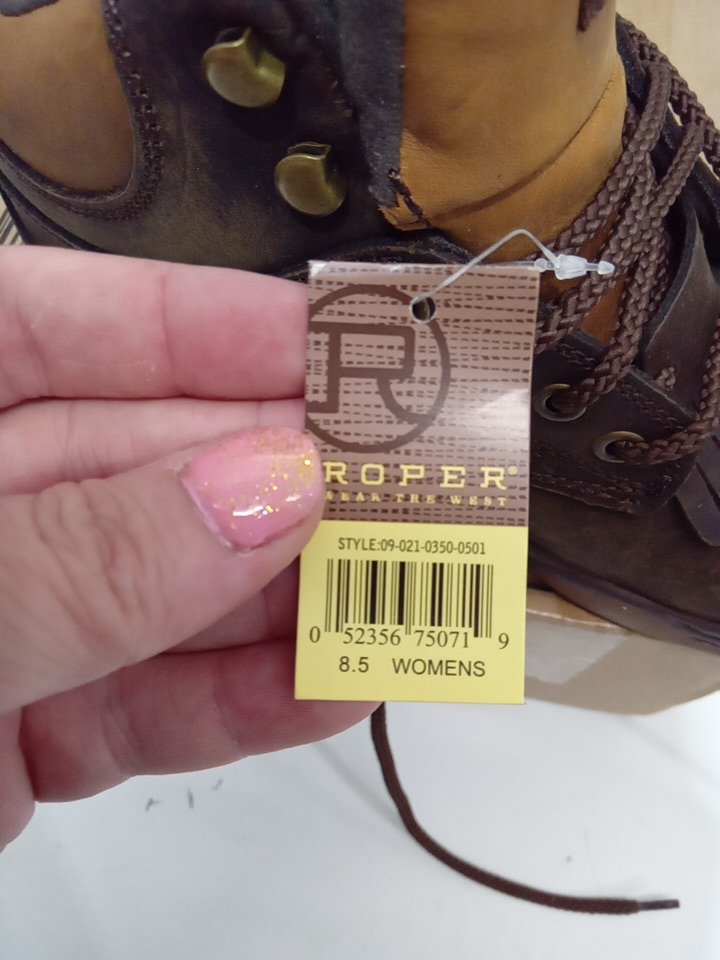 R
ROPER®
WEAR THE WEST
STYLE:09-021-0350-0501
0 52356 75071 9
8.5 WOMENS